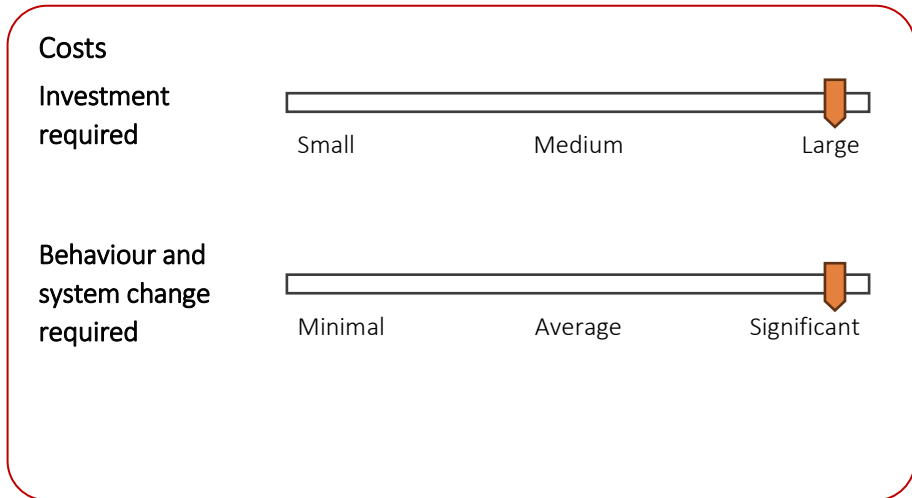 Costs
Investment
required
Small Medium Large
Behaviour and
system change
required
Minimal Average Significant